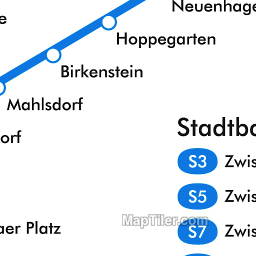 Neuenhage
e
Hoppegarten
Birkenstein
Mahlsdorf
orf
Stadtba
S3 Zwis
S5 Zwis
aer Platz
MapTiler.com
S7 Zwis